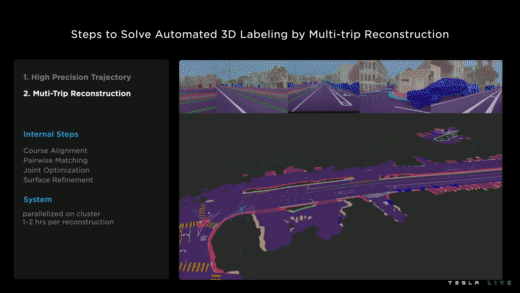 Steps to Solve Automated 3D Labeling by Multi-trip Reconstruction
1. High Precision Trajectory
2. Muti-Trip Reconstruction
Internal Steps
Course Alignment
Pairwise Matching
Joint Optimization
Surface Refinement
System
parallelized on cluster
1-2 hrs per reconstruction
TESLA LIVE